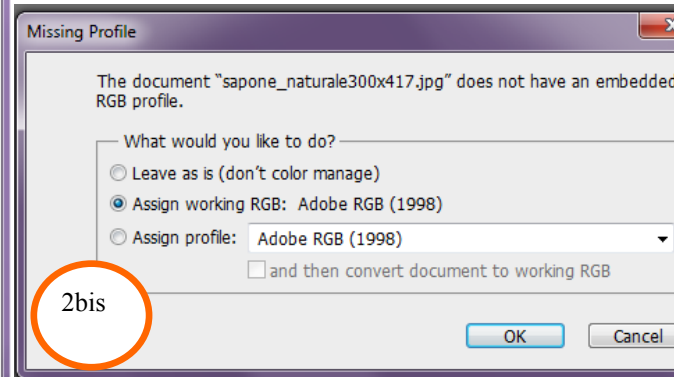 Missing Profile
The document “sapone_naturale300x417.jpg” does not have an embedded
RGB profile.
What would you like to do?
Leave as is (don’t color manage)
Assign working RGB: Adobe RGB (1998)
Assign profile: Adobe RGB (1998)
and then convert document to working RGB
2bis
OK Cancel